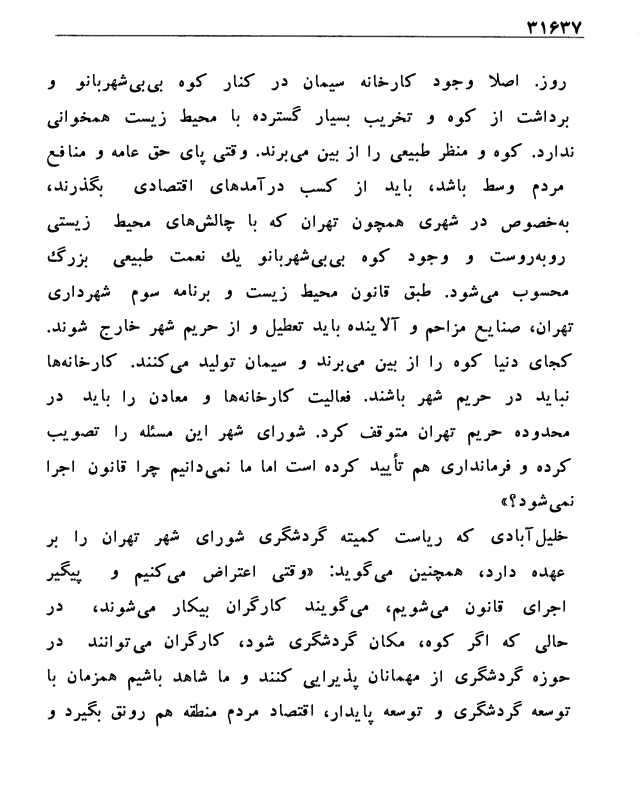 ۳۱۶۳۷
روز. اصلا وجود کارخانه سیمان در کنار کوه بی‌بی‌شهربانو و
برداشت از کوه و تخریب بسیار گسترده با محیط زیست همخوانی
ندارد. کوه و منظر طبیعی را از بین می‌برند. وقتی پای حق عامه و منافع
مردم وسط باشد، باید از کسب درآمدهای اقتصادی بگذرند،
به‌خصوص در شهری همچون تهران که با چالش‌های محیط زیستی
روبه‌روست و وجود کوه بی‌بی‌شهربانو یك نعمت طبیعی بزرگ
محسوب می‌شود. طبق قانون محیط زیست و برنامه سوم شهرداری
تهران، صنایع مزاحم و آلاینده باید تعطیل و از حریم شهر خارج شوند.
کجای دنیا کوه را از بین می‌برند و سیمان تولید می‌کنند. کارخانه‌ها
نباید در حریم شهر باشند. فعالیت کارخانه‌ها و معادن را باید در
محدوده حریم تهران متوقف کرد. شورای شهر این مسئله را تصویب
کرده و فرمانداری هم تأیید کرده است اما ما نمی‌دانیم چرا قانون اجرا
نمی‌شود؟»
خلیل‌آبادی که ریاست کمیته گردشگری شورای شهر تهران را بر
عهده دارد، همچنین می‌گوید: «وقتی اعتراض می‌کنیم و پیگیر
اجرای قانون می‌شویم، می‌گویند کارگران بیکار می‌شوند، در
حالی که اگر کوه، مکان گردشگری شود، کارگران می‌توانند در
حوزه گردشگری از مهمانان پذیرایی کنند و ما شاهد باشیم همزمان با
توسعه گردشگری و توسعه پایدار، اقتصاد مردم منطقه هم رونق بگیرد و